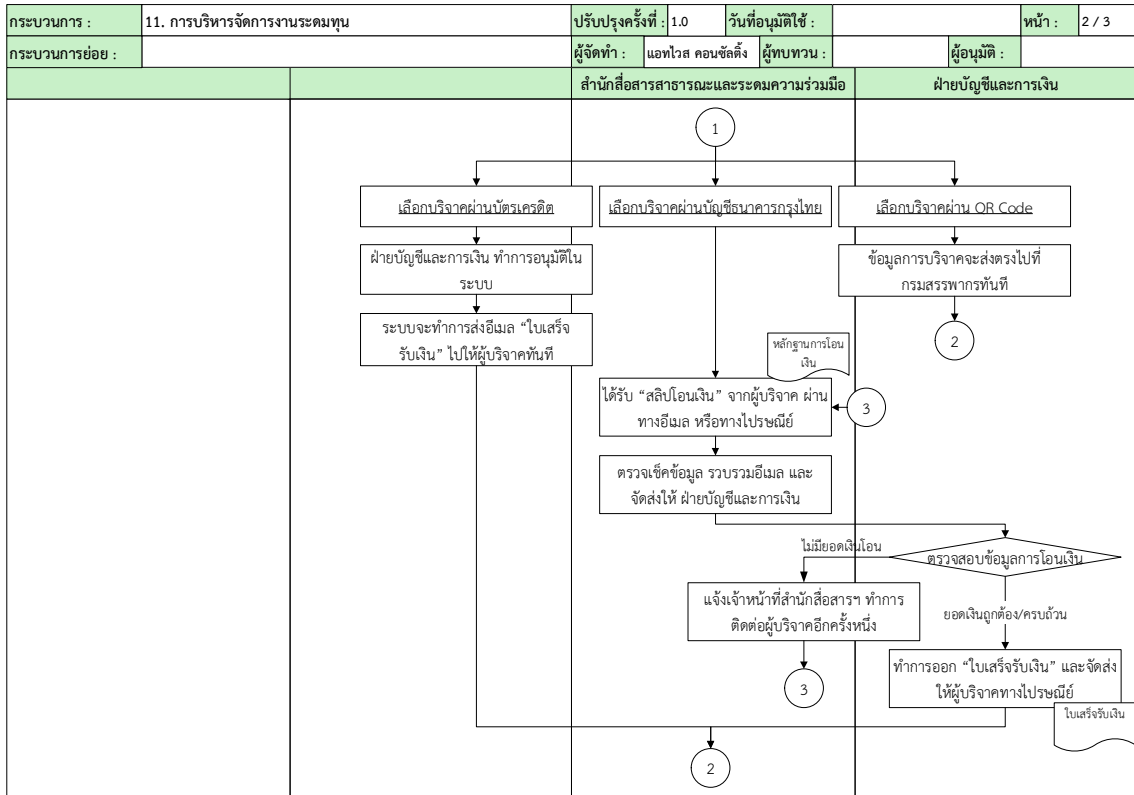 กระบวนการ : 11. การบริหารจัดการงานระดมทุน ปรับปรุงครั้งที่ : 1.0 วันที่อนุมัติใช้ : หน้า : 2 / 3
กระบวนการย่อย : ผู้จัดทำ : แอทไวส คอนซัลติ้ง ผู้ทบทวน : ผู้อนุมัติ :
สำนักสื่อสารสาธารณะและระดมความร่วมมือ ฝ่ายบัญชีและการเงิน
1
เลือกบริจาคผ่านบัตรเครดิต เลือกบริจาคผ่านบัญชีธนาคารกรุงไทย เลือกบริจาคผ่าน QR Code
ฝ่ายบัญชีและการเงิน ทำการอนุมัติใน
ระบบ
ข้อมูลการบริจาคจะส่งตรงไปที่
กรมสรรพากรทันที
ระบบจะทำการส่งอีเมล “ใบเสร็จ
รับเงิน” ไปให้ผู้บริจาคทันที
2
หลักฐานการโอน
เงิน
ได้รับ “สลิปโอนเงิน” จากผู้บริจาค ผ่าน
ทางอีเมล หรือทางไปรษณีย์
3
ตรวจเช็คข้อมูล รวบรวมอีเมล และ
จัดส่งให้ ฝ่ายบัญชีและการเงิน
ไม่มียอดเงินโอน
ตรวจสอบข้อมูลการโอนเงิน
แจ้งเจ้าหน้าที่สำนักสื่อสารฯ ทำการ
ติดต่อผู้บริจาคอีกครั้งหนึ่ง
ยอดเงินถูกต้อง/ครบถ้วน
3
ทำการออก “ใบเสร็จรับเงิน” และจัดส่ง
ให้ผู้บริจาคทางไปรษณีย์
ใบเสร็จรับเงิน
2